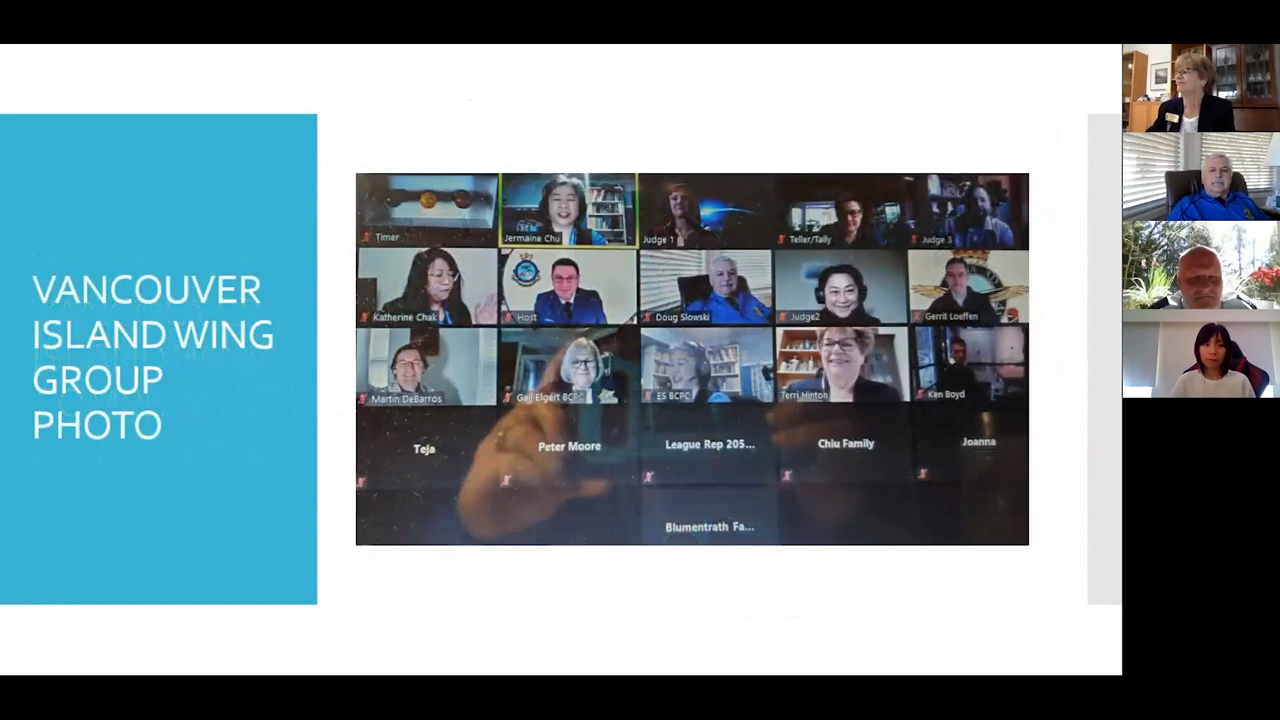 VANCOUVER
ISLAND WING
GROUP
PHOTO
Timer
Jermaine Chu
Judge 1
Teller/Tally
Judge 3
Katherine Chak
Host
Doug Slowski
Judge2
Gerrit Loeffen
Martin DeBarros
Gail Elgert BCPC
ES BCPC
Terri Hinton
Ken Boyd
Teja
Peter Moore
League Rep 205...
Chiu Family
Joanna
Blumentrath Fa...